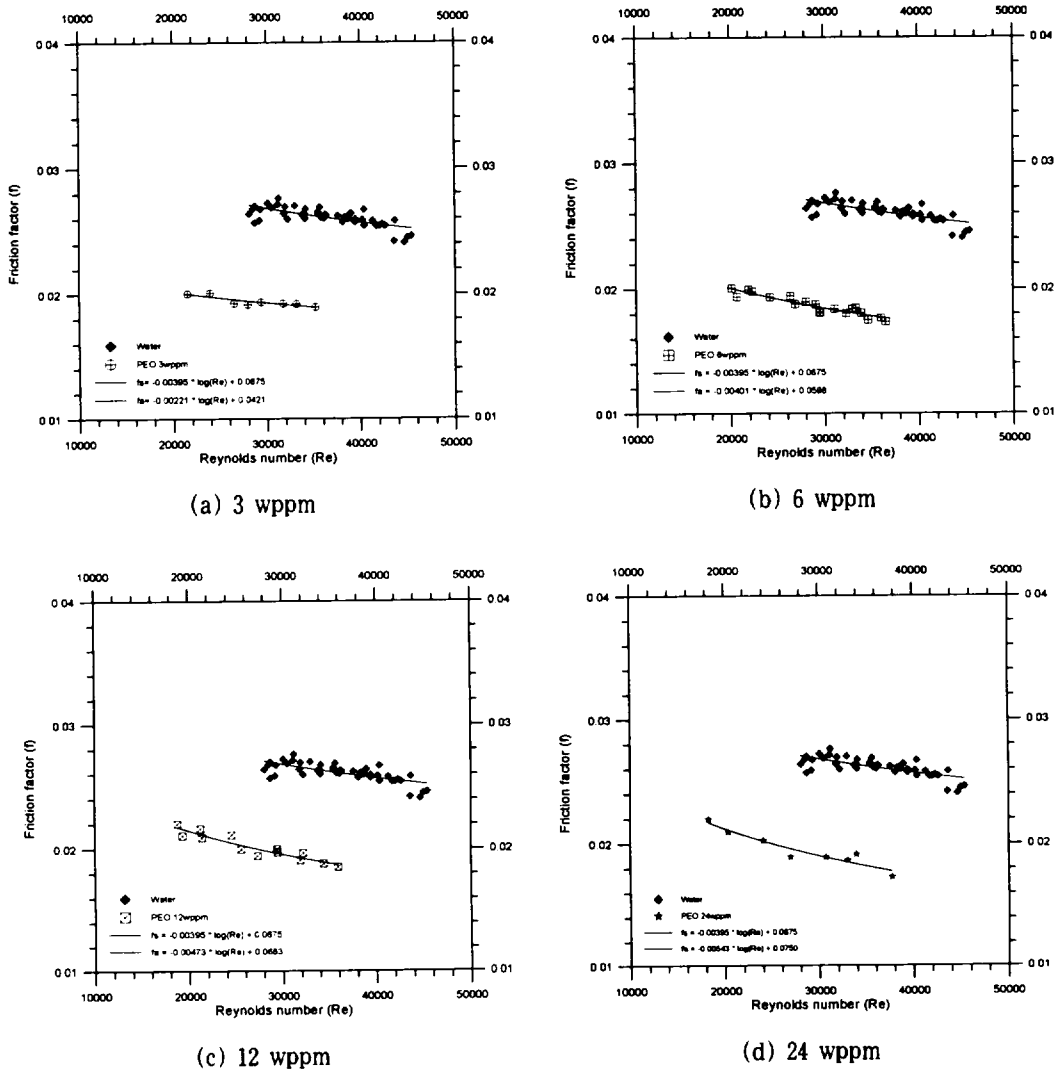 10000 20000 30000 40000 50000
0.04 0.04
0.03 0.03
0.02 0.02
0.01 0.01
Friction factor (f)
Water
PEO 3wppm
fs= -0.00395 * log(Re) + 0.0675
fs= -0.00221 * log(Re) + 0.0421
10000 20000 30000 40000 50000
Reynolds number (Re)
(a) 3 wppm
10000 20000 30000 40000 50000
0.04 0.04
0.03 0.03
0.02 0.02
0.01 0.01
Friction factor (f)
Water
PEO 6wppm
fs= -0.00395 * log(Re) + 0.0675
fs= -0.00401 * log(Re) + 0.0598
10000 20000 30000 40000 50000
Reynolds number (Re)
(b) 6 wppm
10000 20000 30000 40000 50000
0.04 0.04
0.03 0.03
0.02 0.02
0.01 0.01
Friction factor (f)
Water
PEO 12wppm
fs = -0.00395 * log(Re) + 0.0675
fs = -0.00473 * log(Re) + 0.0683
10000 20000 30000 40000 50000
Reynolds number (Re)
(c) 12 wppm
10000 20000 30000 40000 50000
0.04 0.04
0.03 0.03
0.02 0.02
0.01 0.01
Friction factor (f)
Water
PEO 24wppm
fs = -0.00395 * log(Re) + 0.0675
fs = -0.00543 * log(Re) + 0.0750
10000 20000 30000 40000 50000
Reynolds number (Re)
(d) 24 wppm